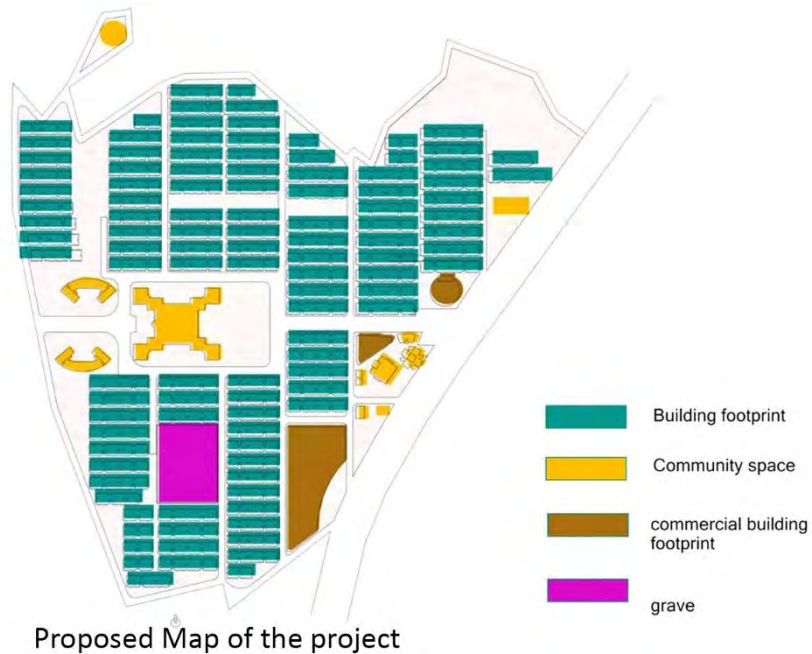 Building footprint
Community space
commercial building
footprint
grave
Proposed Map of the project